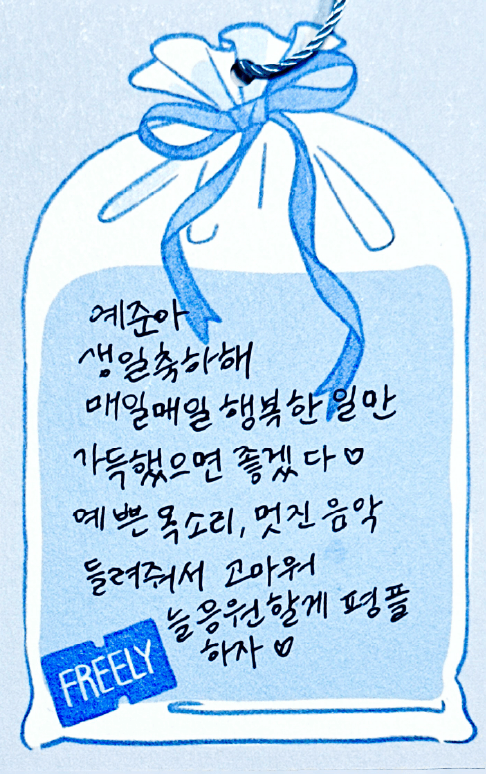 예준아
생일축하해
매일매일 행복한 일만
가득했으면 좋겠다♡
예쁜 목소리, 멋진 음악
들려줘서 고마워
늘 응원할게 평플
하자♡
FREELY